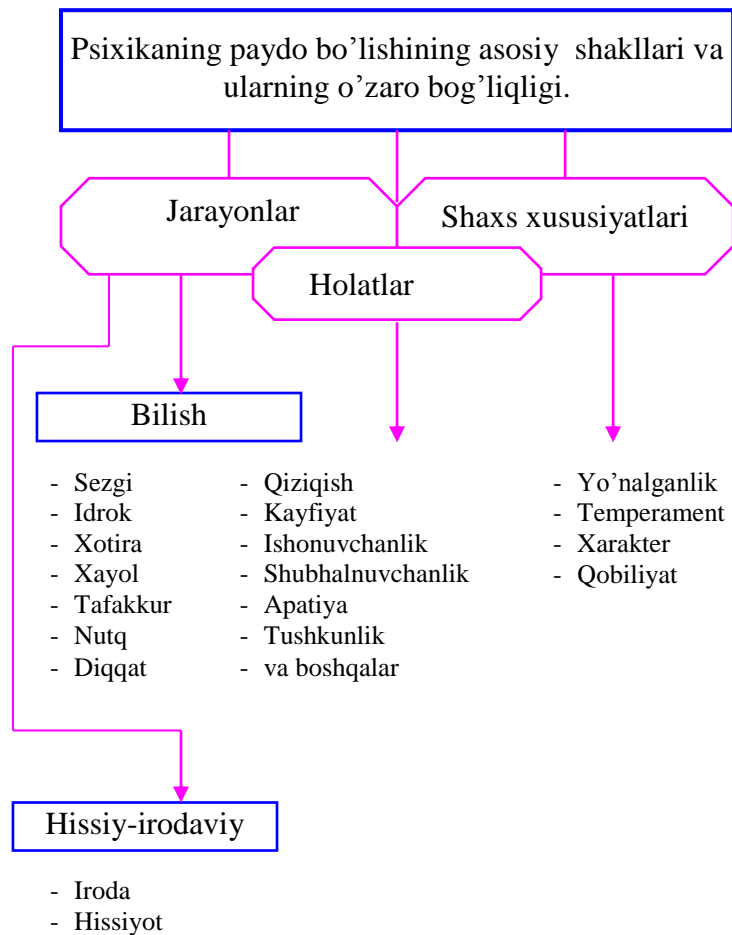 Psixikaning paydo bo’lishining asosiy shakllari va
ularning o’zaro bog’liqligi.
Jarayonlar
Shaxs xususiyatlari
Holatlar
Bilish
- Sezgi
- Idrok
- Xotira
- Xayol
- Tafakkur
- Nutq
- Diqqat
- Qiziqish
- Kayfiyat
- Ishonuvchanlik
- Shubhalnuvchanlik
- Apatiya
- Tushkunlik
- va boshqalar
- Yo’nalganlik
- Temperament
- Xarakter
- Qobiliyat
Hissiy-irodaviy
- Iroda
- Hissiyot